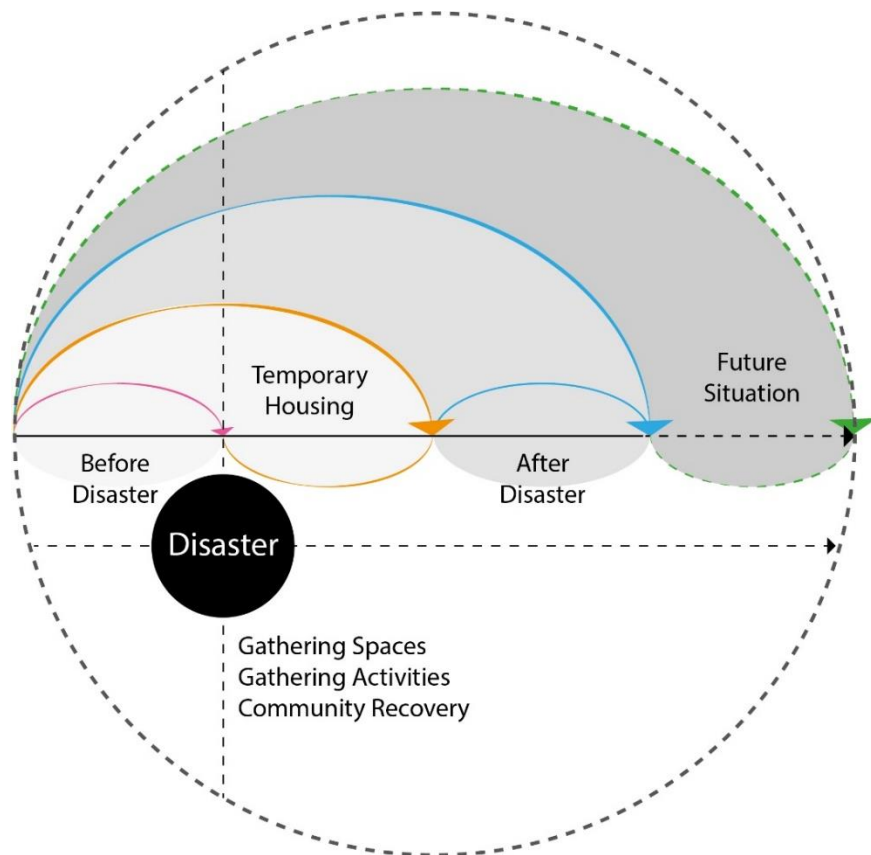 Temporary
Housing
Future
Situation
Before
Disaster
After
Disaster
Disaster
Gathering Spaces
Gathering Activities
Community Recovery